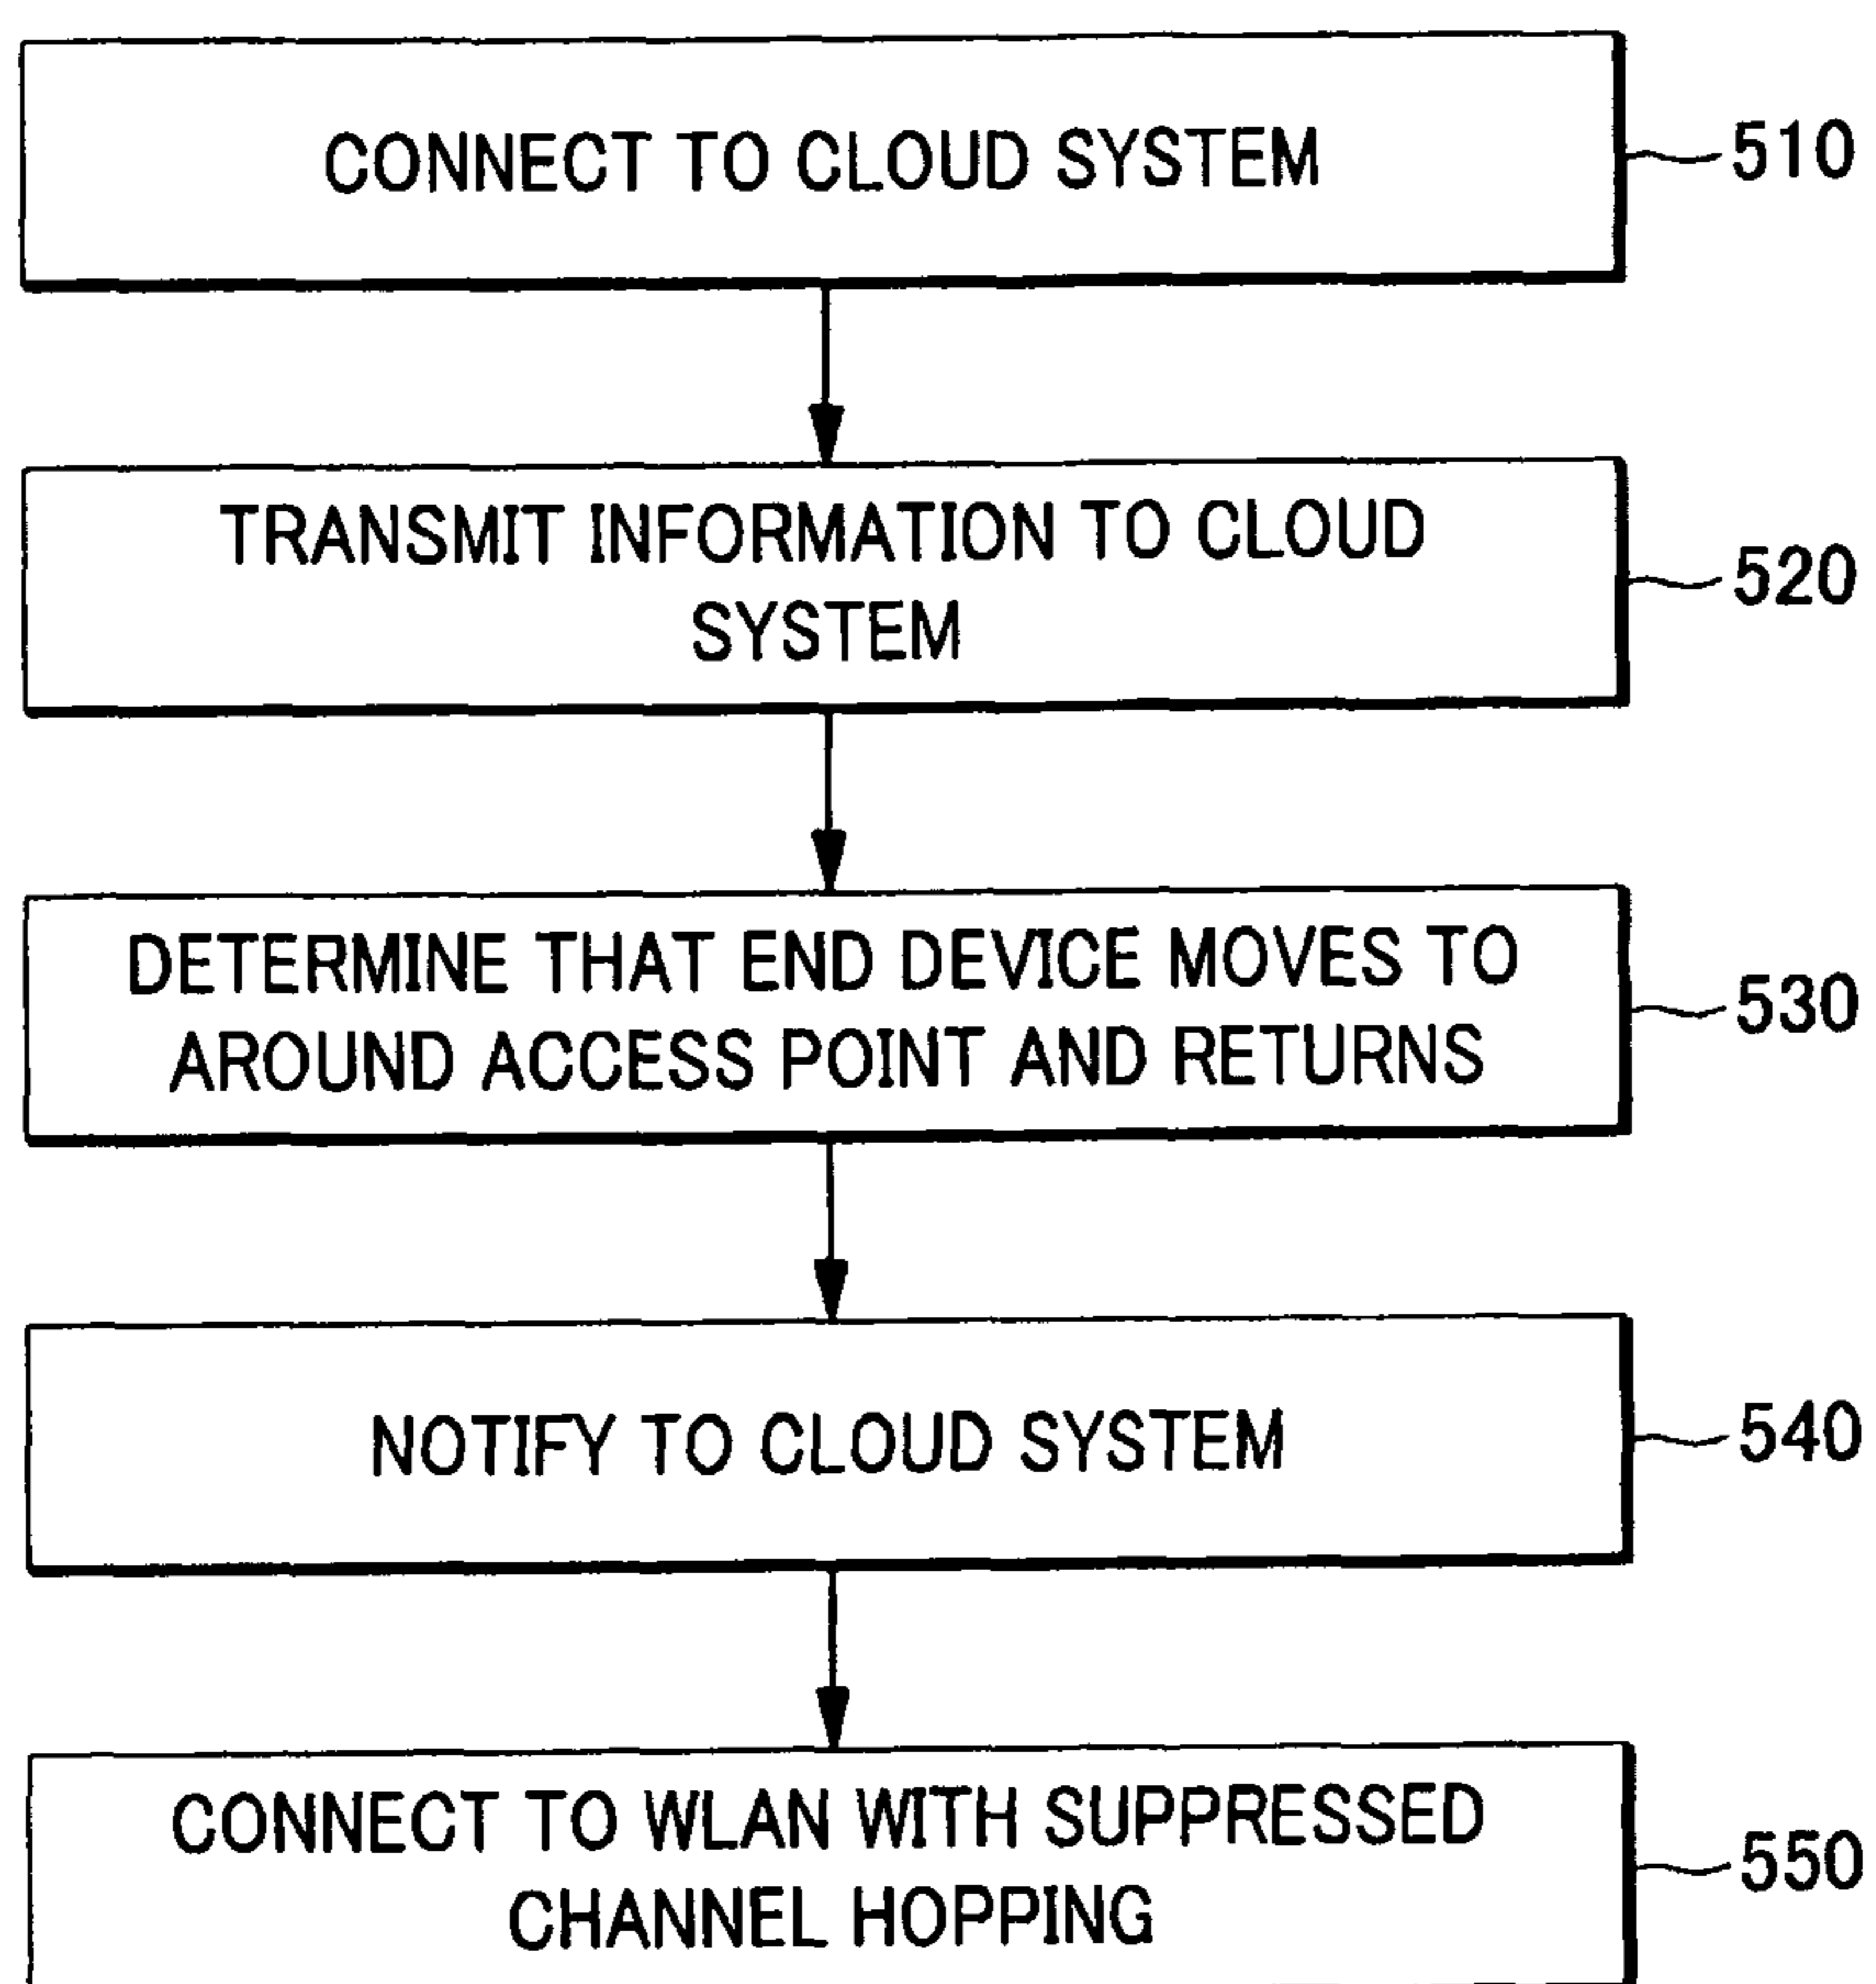 CONNECT TO CLOUD SYSTEM
510
TRANSMIT INFORMATION TO CLOUD
SYSTEM
520
DETERMINE THAT END DEVICE MOVES TO
AROUND ACCESS POINT AND RETURNS
530
NOTIFY TO CLOUD SYSTEM
540
CONNECT TO WLAN WITH SUPPRESSED
CHANNEL HOPPING
550